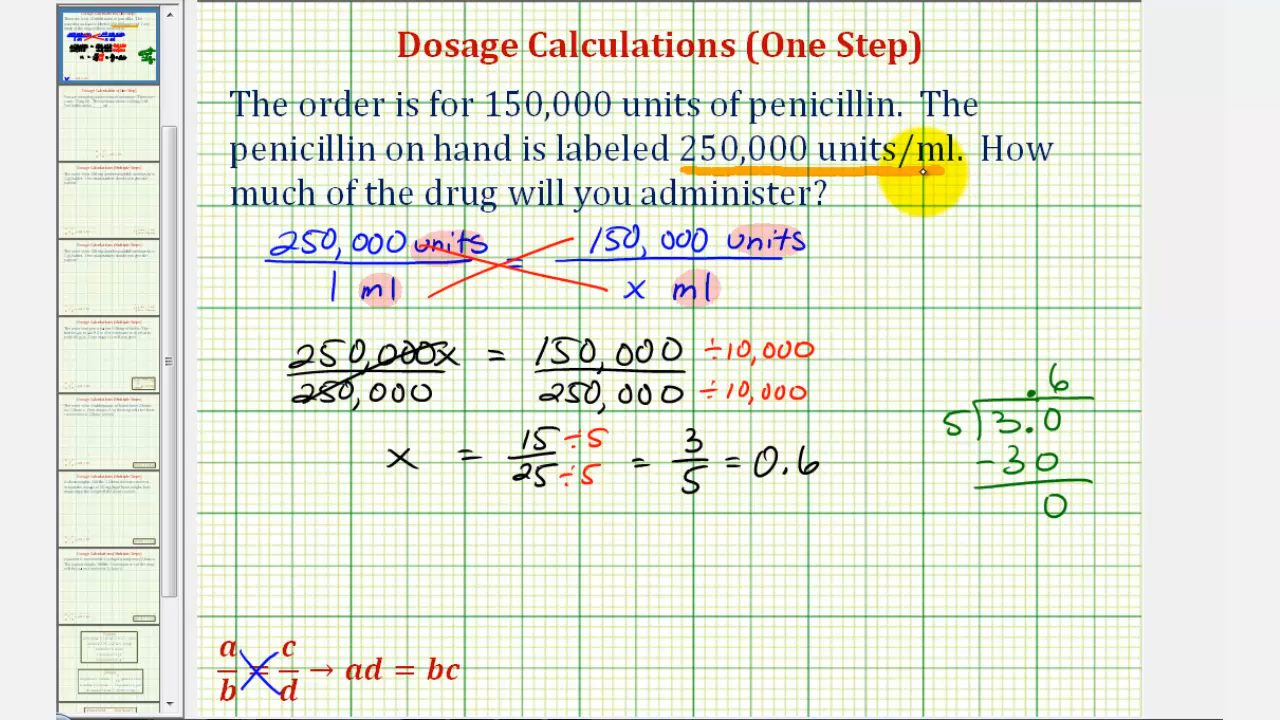 Dosage Calculations (One Step)
The order is for 150,000 units of penicillin. The
penicillin on hand is labeled 250,000 units/ml. How
much of the drug will you administer?
250,000 units / 1 ml = 150,000 units / x ml
250,000x / 250,000 = 150,000 ÷10,000 / 250,000 ÷10,000
x = 15 ÷5 / 25 ÷5 = 3/5 = 0.6
.6
5 3.0
-30
0
a/b = c/d → ad = bc